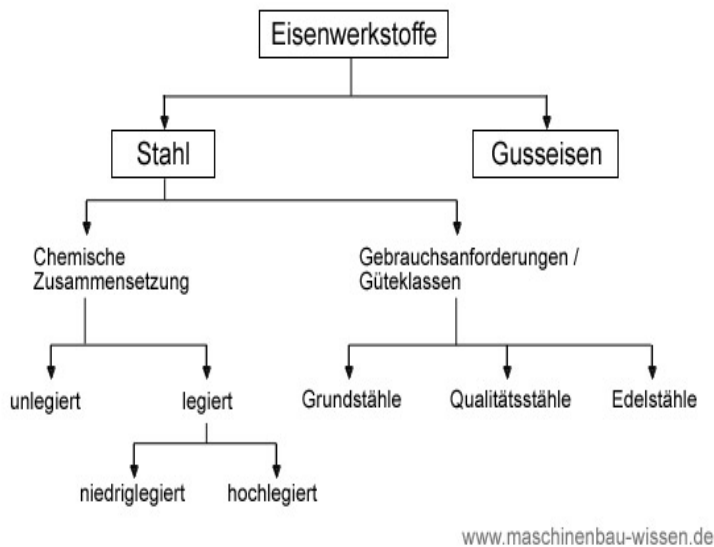 Eisenwerkstoffe
Stahl
Gusseisen
Chemische
Zusammensetzung
Gebrauchsanforderungen /
Güteklassen
unlegiert
legiert
Grundstähle
Qualitätsstähle
Edelstähle
niedriglegiert
hochlegiert
www.maschinenbau-wissen.de